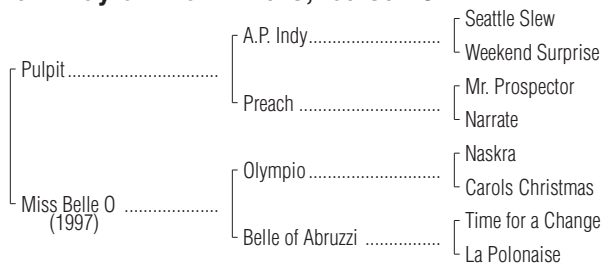 Seattle Slew
A.P. Indy
Weekend Surprise
Pulpit
Mr. Prospector
Preach
Narrate
Naskra
Olympio
Carols Christmas
Miss Belle O
(1997)
Time for a Change
Belle of Abruzzi
La Polonaise